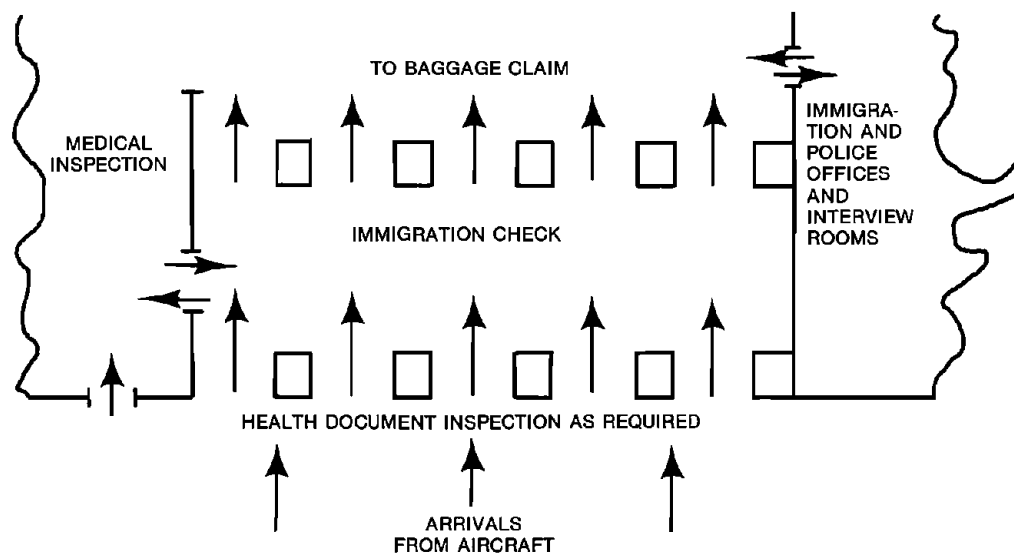 TO BAGGAGE CLAIM
MEDICAL
INSPECTION
IMMIGRA-
TION AND
POLICE
OFFICES
AND
INTERVIEW
ROOMS
IMMIGRATION CHECK
HEALTH DOCUMENT INSPECTION AS REQUIRED
ARRIVALS
FROM AIRCRAFT